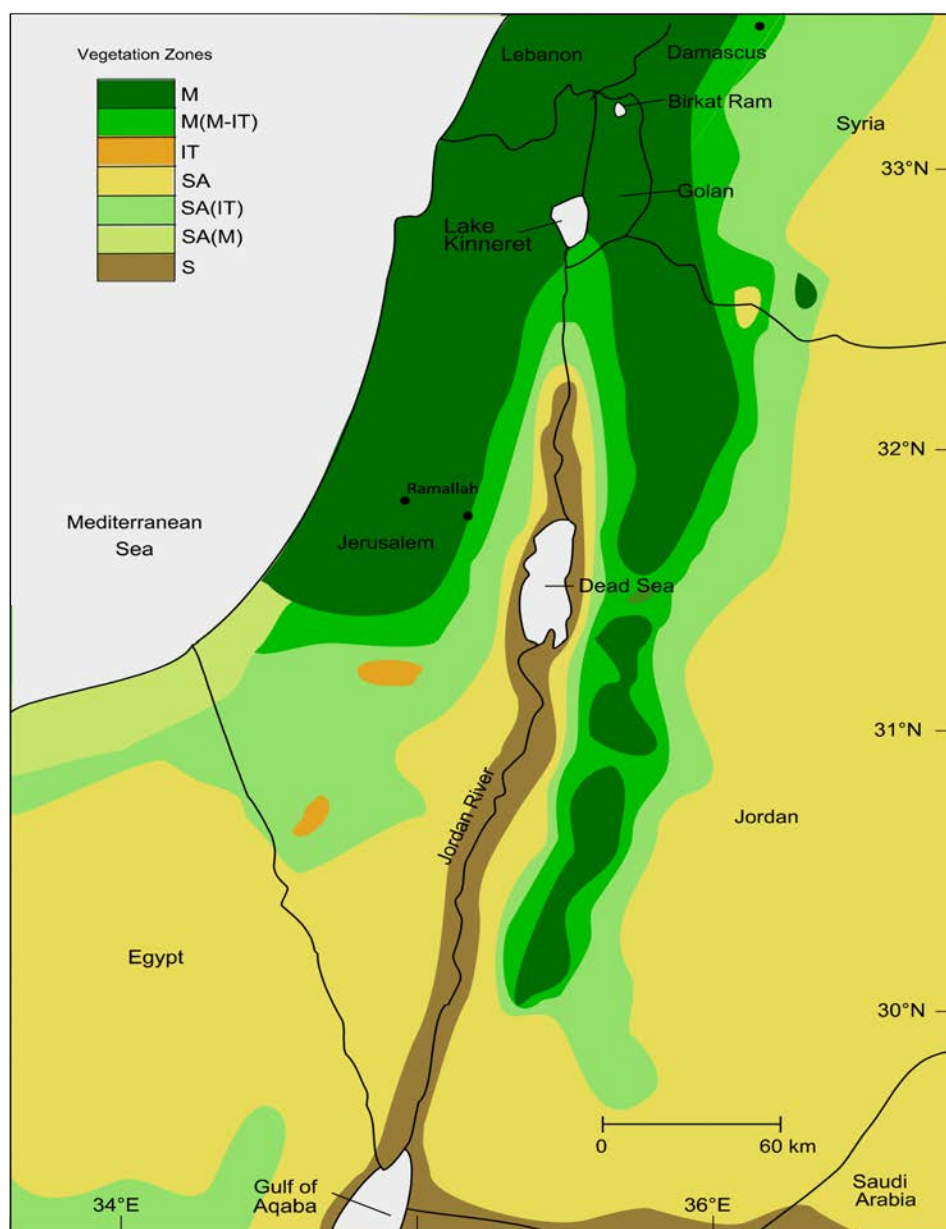 Vegetation Zones
M
M(M-IT)
IT
SA
SA(IT)
SA(M)
S
Lebanon
Damascus
Birkat Ram
Syria
33°N
Golan
Lake
Kinneret
32°N
Ramallah
Mediterranean
Sea
Jerusalem
Dead Sea
31°N
Jordan River
Jordan
Egypt
30°N
0
60 km
Gulf of
Aqaba
34°E
36°E
Saudi
Arabia